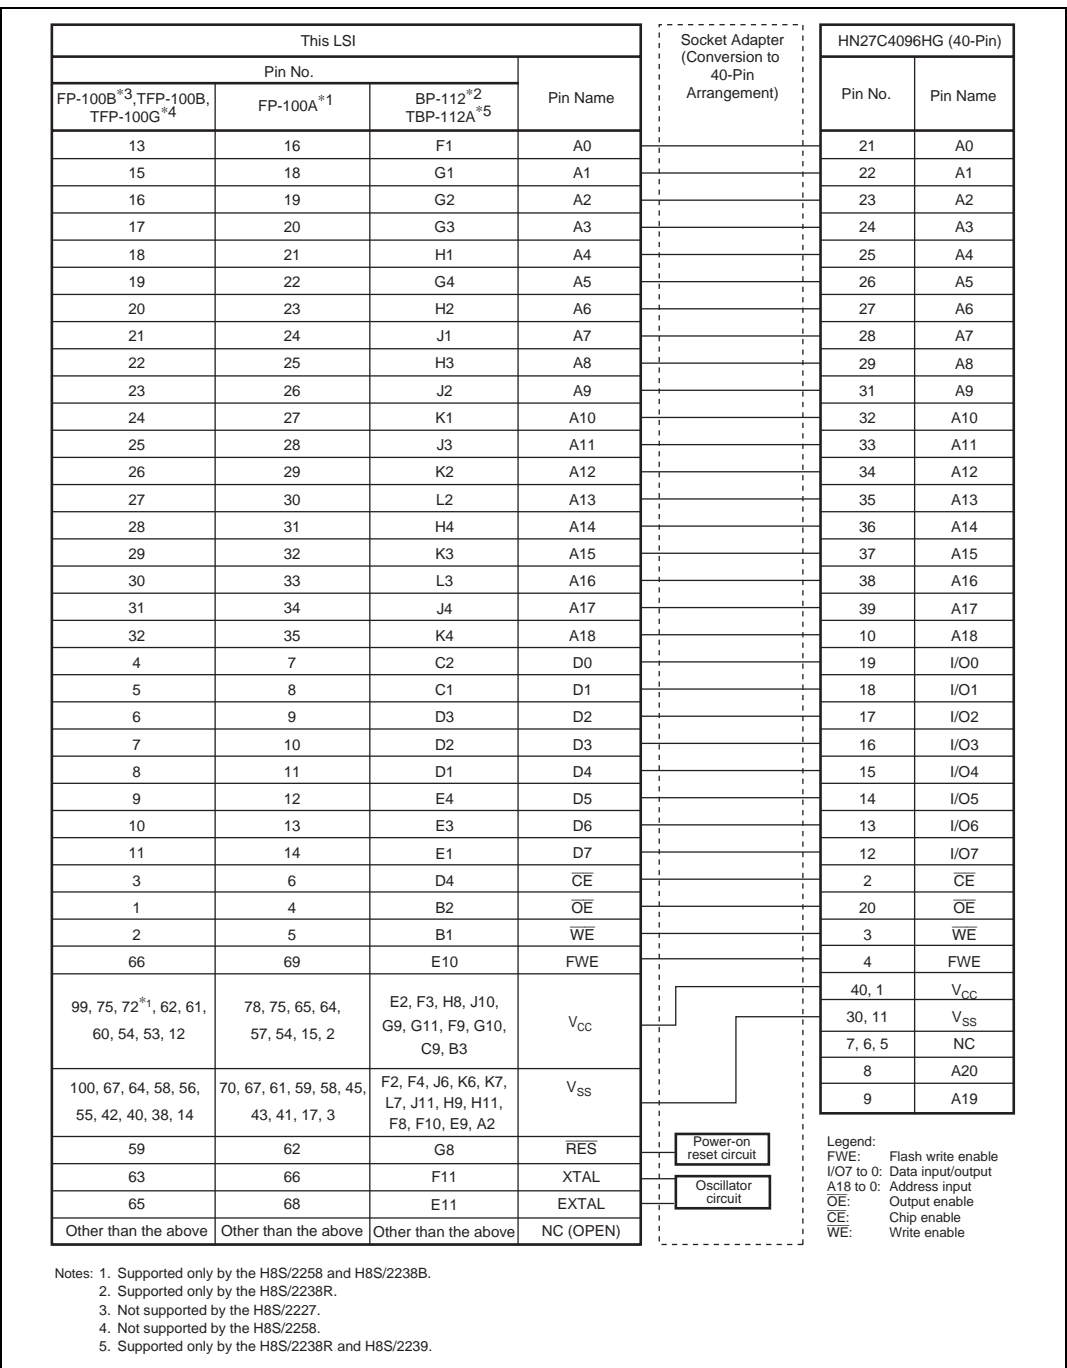 This LSI
Socket Adapter
(Conversion to
40-Pin
Arrangement)
HN27C4096HG (40-Pin)
Pin No.
FP-100B*3,TFP-100B,
TFP-100G*4
FP-100A*1
BP-112*2
TBP-112A*5
Pin Name
Pin No.
Pin Name
13 16 F1 A0 21 A0
15 18 G1 A1 22 A1
16 19 G2 A2 23 A2
17 20 G3 A3 24 A3
18 21 H1 A4 25 A4
19 22 G4 A5 26 A5
20 23 H2 A6 27 A6
21 24 J1 A7 28 A7
22 25 H3 A8 29 A8
23 26 J2 A9 31 A9
24 27 K1 A10 32 A10
25 28 J3 A11 33 A11
26 29 K2 A12 34 A12
27 30 L2 A13 35 A13
28 31 H4 A14 36 A14
29 32 K3 A15 37 A15
30 33 L3 A16 38 A16
31 34 J4 A17 39 A17
32 35 K4 A18 10 A18
4 7 C2 D0 19 I/O0
5 8 C1 D1 18 I/O1
6 9 D3 D2 17 I/O2
7 10 D2 D3 16 I/O3
8 11 D1 D4 15 I/O4
9 12 E4 D5 14 I/O5
10 13 E3 D6 13 I/O6
11 14 E1 D7 12 I/O7
3 6 D4 C̅E̅ 2 C̅E̅
1 4 B2 O̅E̅ 20 O̅E̅
2 5 B1 W̅E̅ 3 W̅E̅
66 69 E10 FWE 4 FWE
99, 75, 72*1, 62, 61,
60, 54, 53, 12
78, 75, 65, 64,
57, 54, 15, 2
E2, F3, H8, J10,
G9, G11, F9, G10,
C9, B3
VCC
40, 1 VCC
30, 11 VSS
7, 6, 5 NC
8 A20
9 A19
100, 67, 64, 58, 56,
55, 42, 40, 38, 14
70, 67, 61, 59, 58, 45,
43, 41, 17, 3
F2, F4, J6, K6, K7,
L7, J11, H9, H11,
F8, F10, E9, A2
VSS
59 62 G8 R̅E̅S̅
Power-on
reset circuit
63 66 F11 XTAL
65 68 E11 EXTAL
Oscillator
circuit
Other than the above Other than the above Other than the above NC (OPEN)
Legend:
FWE: Flash write enable
I/O7 to 0: Data input/output
A18 to 0: Address input
O̅E̅: Output enable
C̅E̅: Chip enable
W̅E̅: Write enable
Notes: 1. Supported only by the H8S/2258 and H8S/2238B.
2. Supported only by the H8S/2238R.
3. Not supported by the H8S/2227.
4. Not supported by the H8S/2258.
5. Supported only by the H8S/2238R and H8S/2239.